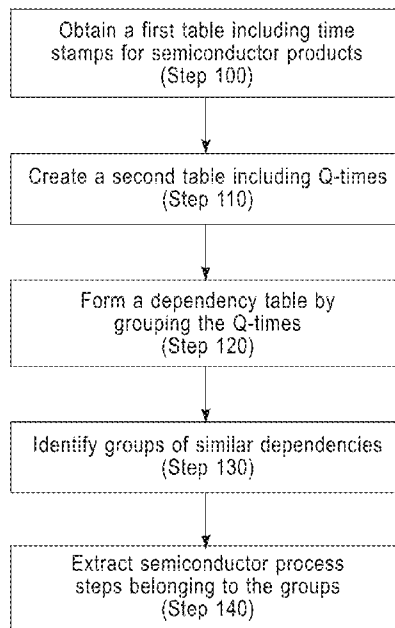 Obtain a first table including time
stamps for semiconductor products
(Step 100)
Create a second table including Q-times
(Step 110)
Form a dependency table by
grouping the Q-times
(Step 120)
Identify groups of similar dependencies
(Step 130)
Extract semiconductor process
steps belonging to the groups
(Step 140)